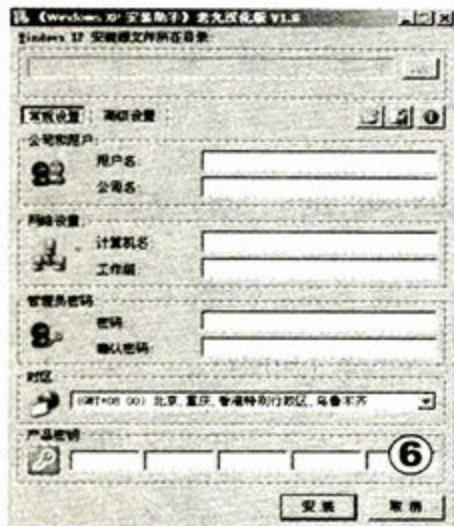 《Windows XP 安装助手》 汉化版 V1.0
Windows XP 安装源文件所在目录:
...
常规设置 高级设置
公司和用户
用户名:
公司名:
网络设置
计算机名:
工作组:
管理员密码
密码:
确认密码:
时区
(GMT+08:00) 北京, 重庆, 香港特别行政区, 乌鲁木齐
产品密钥
⑥
安装 取消